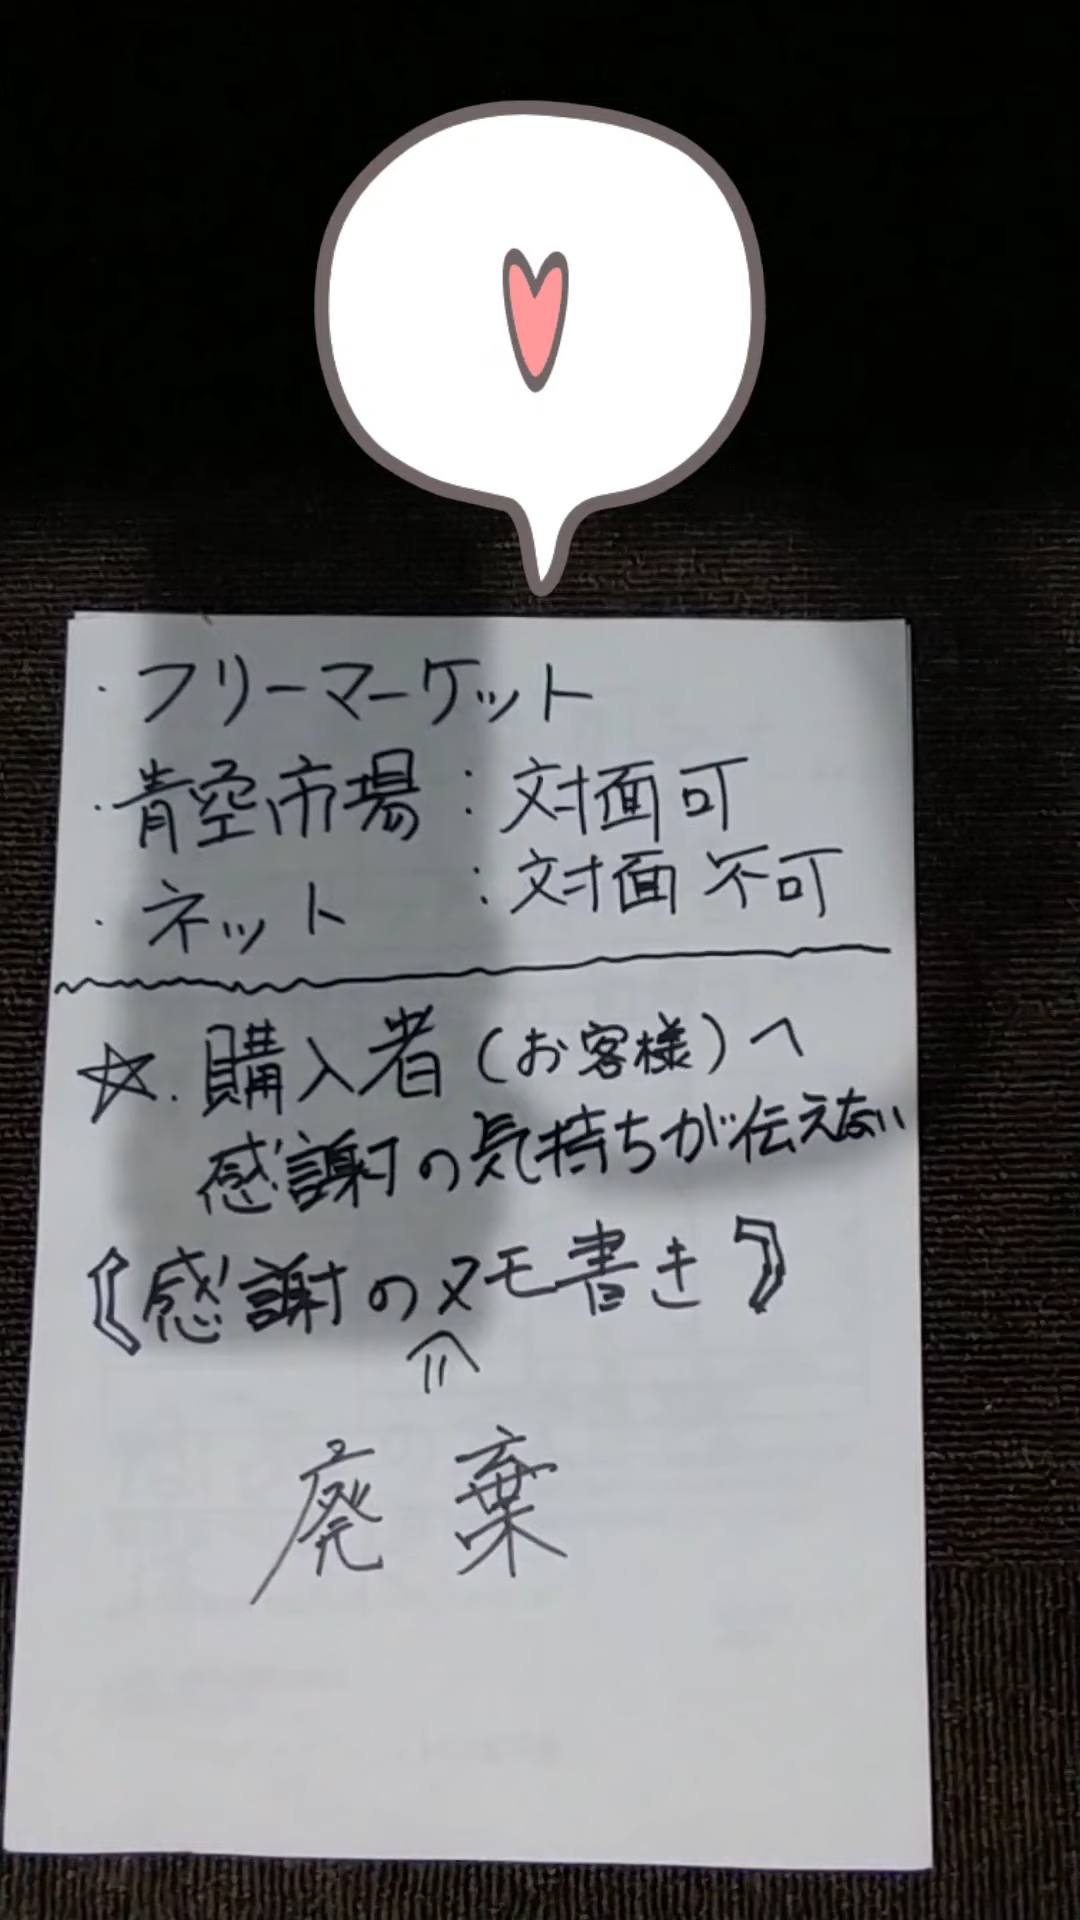 ・フリーマーケット
・青空市場：対面可
・ネット：対面不可
☆.購入者(お客様)へ
感謝の気持ちが伝えない
《感謝のメモ書き》
廃棄